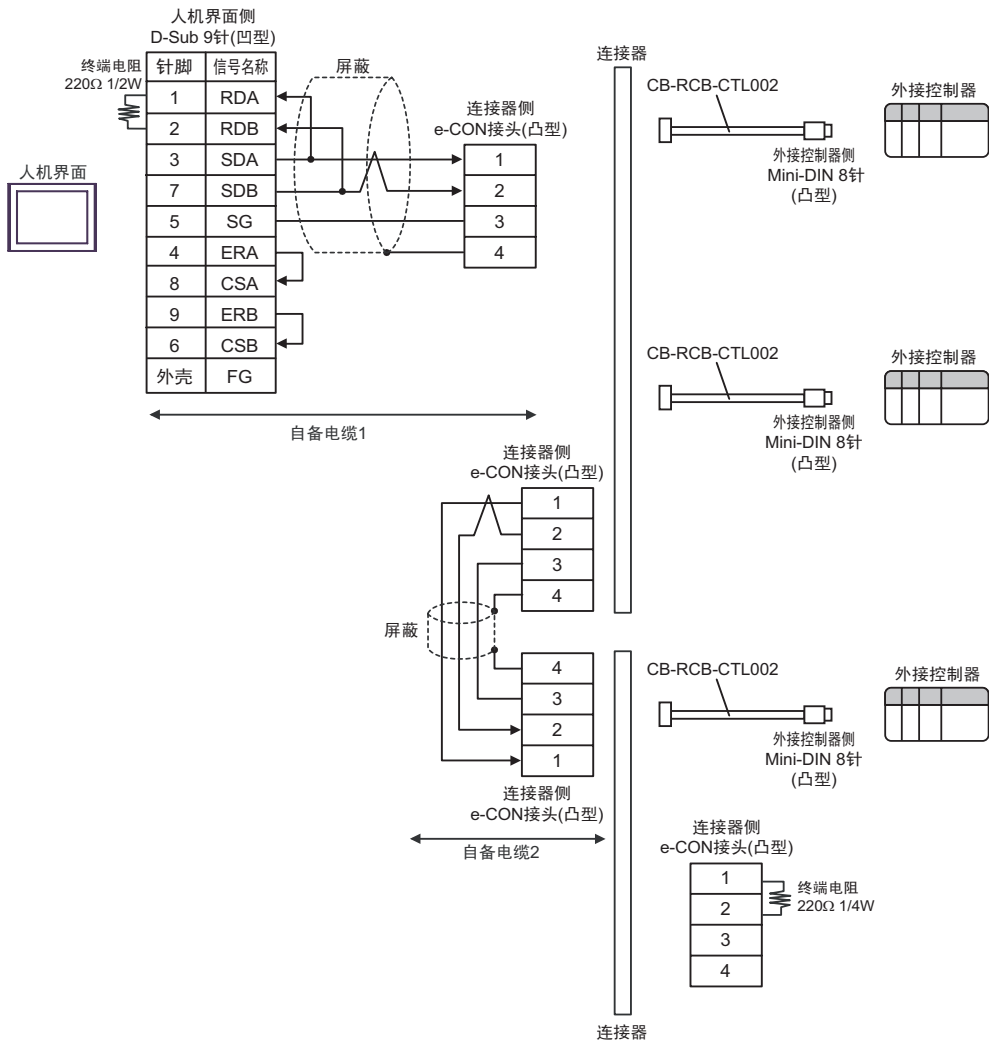 人机界面侧
D-Sub 9针(凹型)
终端电阻
220Ω 1/2W
针脚 信号名称
1 RDA
2 RDB
3 SDA
7 SDB
5 SG
4 ERA
8 CSA
9 ERB
6 CSB
外壳 FG
屏蔽
人机界面
连接器侧
e-CON接头(凸型)
1
2
3
4
自备电缆1
连接器
CB-RCB-CTL002
外接控制器侧
Mini-DIN 8针
(凸型)
外接控制器
CB-RCB-CTL002
外接控制器侧
Mini-DIN 8针
(凸型)
外接控制器
连接器侧
e-CON接头(凸型)
1
2
3
4
屏蔽
4
3
2
1
连接器侧
e-CON接头(凸型)
自备电缆2
CB-RCB-CTL002
外接控制器侧
Mini-DIN 8针
(凸型)
外接控制器
连接器侧
e-CON接头(凸型)
1
2
3
4
终端电阻
220Ω 1/4W
连接器